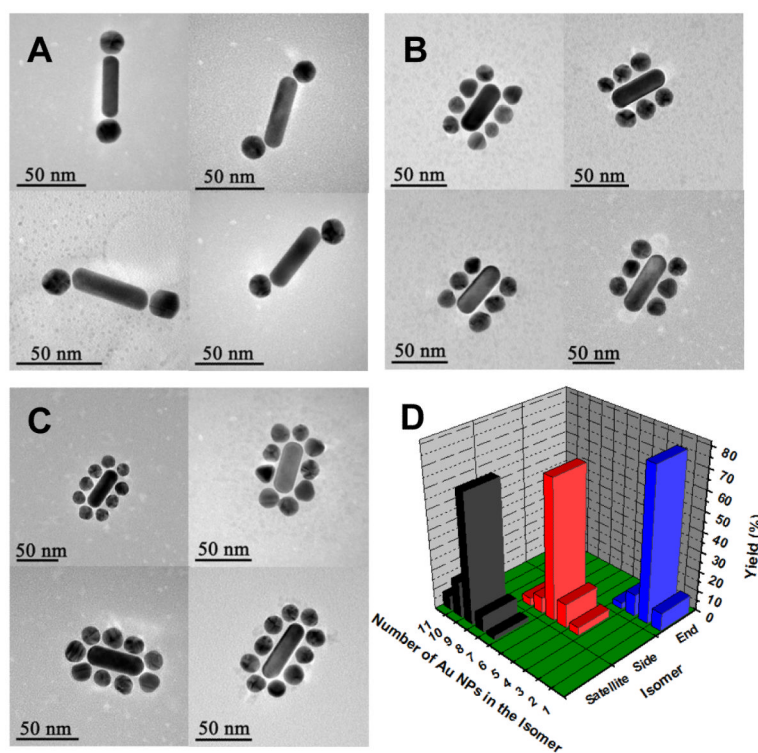 A
50 nm
50 nm
50 nm
50 nm
B
50 nm
50 nm
50 nm
50 nm
C
50 nm
50 nm
50 nm
50 nm
D
80
70
60
50
40
30
20
10
0
Yield (%)
11
10
9
8
7
6
5
4
3
2
1
Number of Au NPs in the Isomer
Satellite
Side
End
Isomer